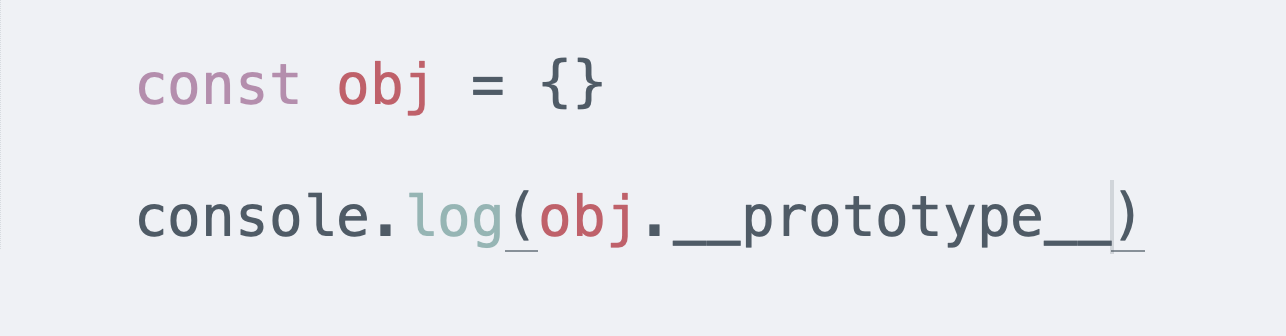 const obj = {}
console.log(obj.__prototype__)